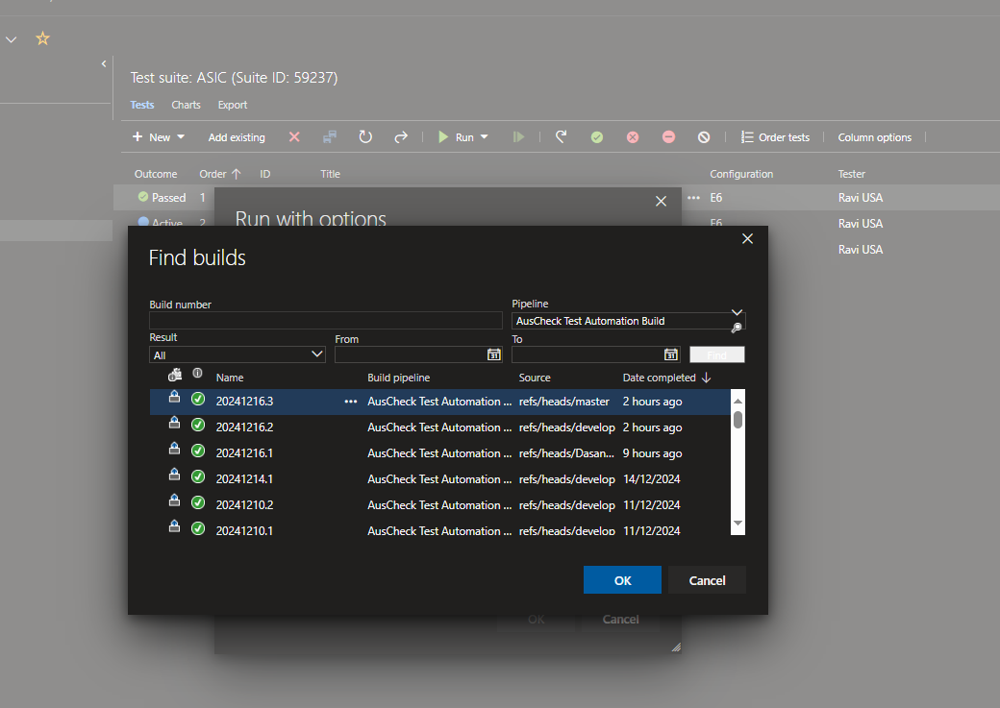 Test suite: ASIC (Suite ID: 59237)
Tests Charts Export
New Add existing Run Order tests Column options
Outcome Order ID Title Configuration Tester
Passed 1 E6 Ravi USA
Active 2 E6 Ravi USA
Ravi USA
Run with options
Find builds
Build number
Pipeline
AusCheck Test Automation Build
Result From To
All 31 31 Find
Name Build pipeline Source Date completed
20241216.3 ... AusCheck Test Automation ... refs/heads/master 2 hours ago
20241216.2 AusCheck Test Automation ... refs/heads/develop 2 hours ago
20241216.1 AusCheck Test Automation ... refs/heads/Dasan... 9 hours ago
20241214.1 AusCheck Test Automation ... refs/heads/develop 14/12/2024
20241210.2 AusCheck Test Automation ... refs/heads/develop 11/12/2024
20241210.1 AusCheck Test Automation ... refs/heads/develop 11/12/2024
OK Cancel
OK Cancel